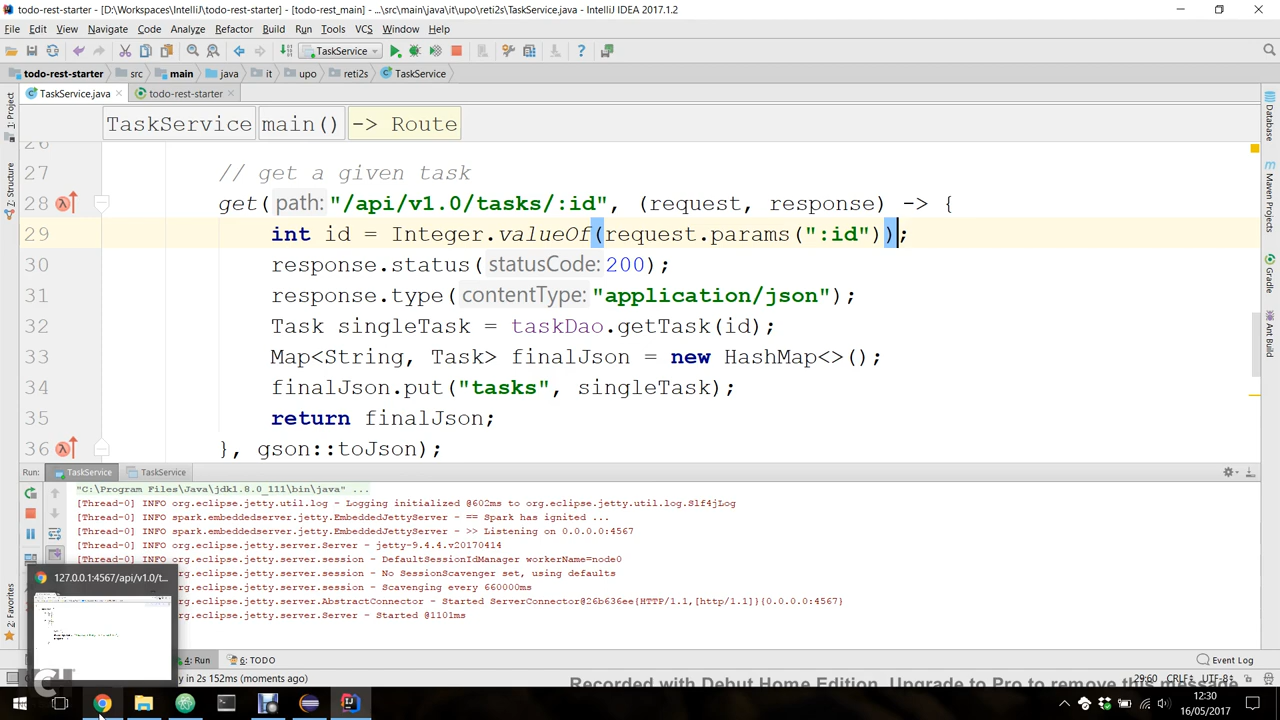 todo-rest-starter - [D:\Workspaces\IntelliJ\todo-rest-starter] - [todo-rest_main] - ...\src\main\java\it\upo\reti2s\TaskService.java - IntelliJ IDEA 2017.1.2
File Edit View Navigate Code Analyze Refactor Build Run Tools VCS Window Help
TaskService
todo-rest-starter src main java it upo reti2s TaskService
TaskService.java todo-rest-starter
1: Project
Z: Structure
2: Favorites
Database
Maven Projects
Gradle
Ant Build
TaskService main() -> Route
26
27 // get a given task
28 get( path: "/api/v1.0/tasks/:id", (request, response) -> {
29 int id = Integer.valueOf(request.params(":id"));
30 response.status( statusCode: 200);
31 response.type( contentType: "application/json");
32 Task singleTask = taskDao.getTask(id);
33 Map<String, Task> finalJson = new HashMap<>();
34 finalJson.put("tasks", singleTask);
35 return finalJson;
36 }, gson::toJson);
Run: TaskService TaskService
"C:\Program Files\Java\jdk1.8.0_111\bin\java" ...
[Thread-0] INFO org.eclipse.jetty.util.log - Logging initialized @602ms to org.eclipse.jetty.util.log.Slf4jLog
[Thread-0] INFO spark.embeddedserver.jetty.EmbeddedJettyServer - == Spark has ignited ...
[Thread-0] INFO spark.embeddedserver.jetty.EmbeddedJettyServer - >> Listening on 0.0.0.0:4567
[Thread-0] INFO org.eclipse.jetty.server.Server - jetty-9.4.4.v20170414
[Thread-0] INFO org.eclipse.jetty.server.session - DefaultSessionIdManager workerName=node0
org.eclipse.jetty.server.session - No SessionScavenger set, using defaults
org.eclipse.jetty.server.session - Scavenging every 660000ms
org.eclipse.jetty.server.AbstractConnector - Started ServerConnector@26b636ee{HTTP/1.1,[http/1.1]}{0.0.0.0:4567}
org.eclipse.jetty.server.Server - Started @1101ms
127.0.0.1:4567/api/v1.0/t...
4: Run 6: TODO Event Log
in 2s 152ms (moments ago) 29:60 CRLF÷ UTF-8÷
Recorded with Debut Home Edition. Upgrade to Pro to remove the message
12:30
16/05/2017